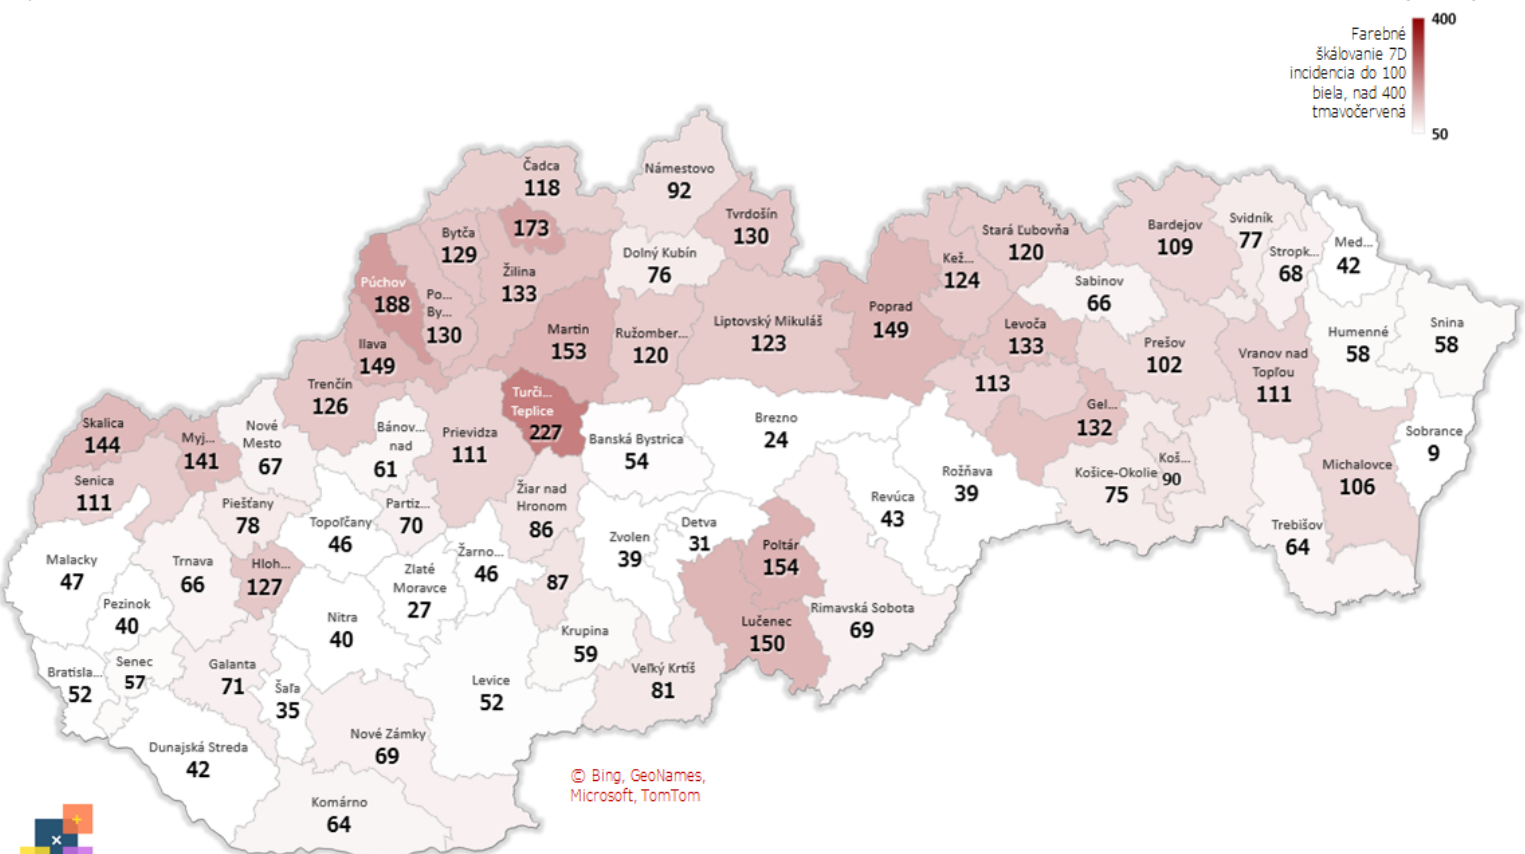 400
Farebné
škálovanie 7D
incidencia do 100
biela, nad 400
tmavočervená
50
Čadca
118
Námestovo
92
173
Tvrdošín
130
Bytča
129
Dolný Kubín
76
Žilina
133
Púchov
188
Po...
By...
130
Ilava
149
Martin
153
Ružomber...
120
Liptovský Mikuláš
123
Poprad
149
Kež...
124
Stará Ľubovňa
120
Bardejov
109
Svidník
77
Stropk...
68
Med...
42
Sabinov
66
Levoča
133
Prešov
102
Vranov nad
Topľou
111
Humenné
58
Snina
58
113
Gel...
132
Trenčín
126
Turči...
Teplice
227
Skalica
144
Myj...
141
Nové
Mesto
67
Bánov...
nad
61
Prievidza
111
Banská Bystrica
54
Brezno
24
Rožňava
39
Košice-Okolie
75
Koš...
90
Michalovce
106
Sobrance
9
Senica
111
Piešťany
78
Topoľčany
46
Partiz...
70
Žiar nad
Hronom
86
Zvolen
39
Detva
31
Revúca
43
Trebišov
64
Malacky
47
Trnava
66
Hloh...
127
Zlaté
Moravce
27
Žarno...
46
87
Poltár
154
Pezinok
40
Nitra
40
Krupina
59
Lučenec
150
Rimavská Sobota
69
Bratisla...
52
Senec
57
Galanta
71
Šaľa
35
Levice
52
Veľký Krtíš
81
Dunajská Streda
42
Nové Zámky
69
Komárno
64
© Bing, GeoNames,
Microsoft, TomTom
+
×